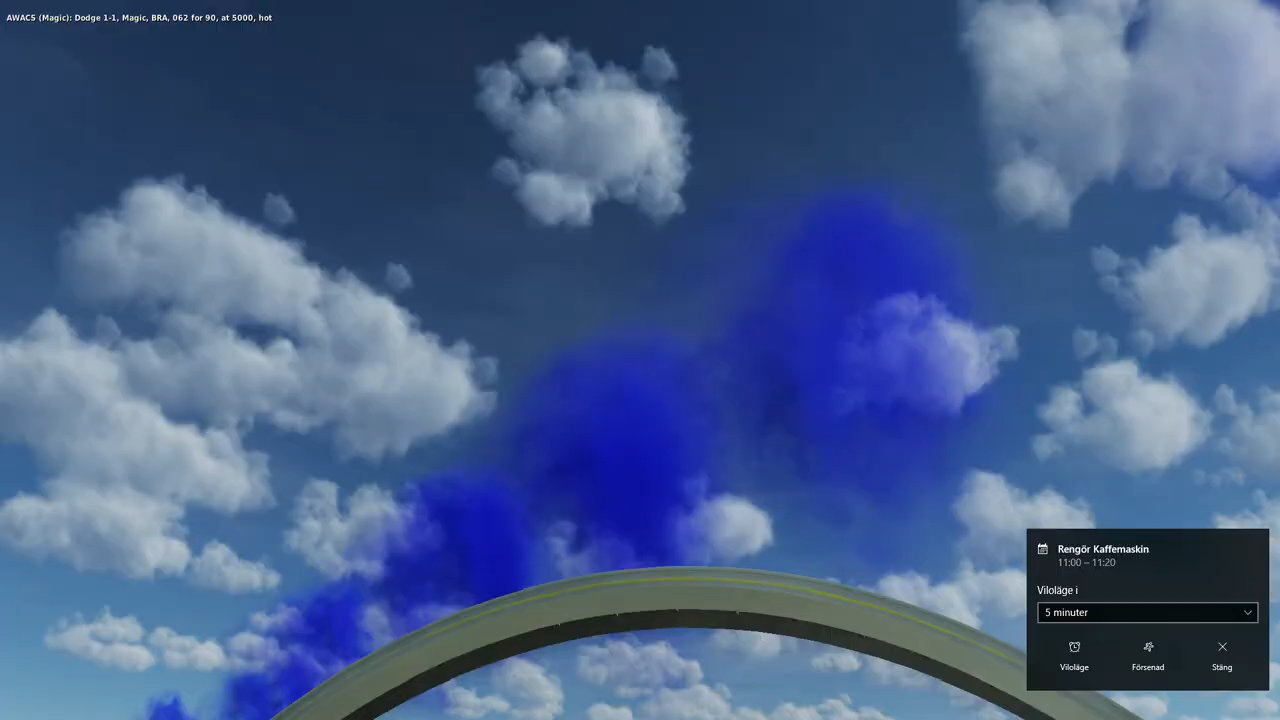 AWACS (Magic): Dodge 1-1, Magic, BRA, 062 for 90, at 5000, hot
Rengör Kaffemaskin
11:00 – 11:20
Viloläge i
5 minuter
Viloläge
Försenad
Stäng